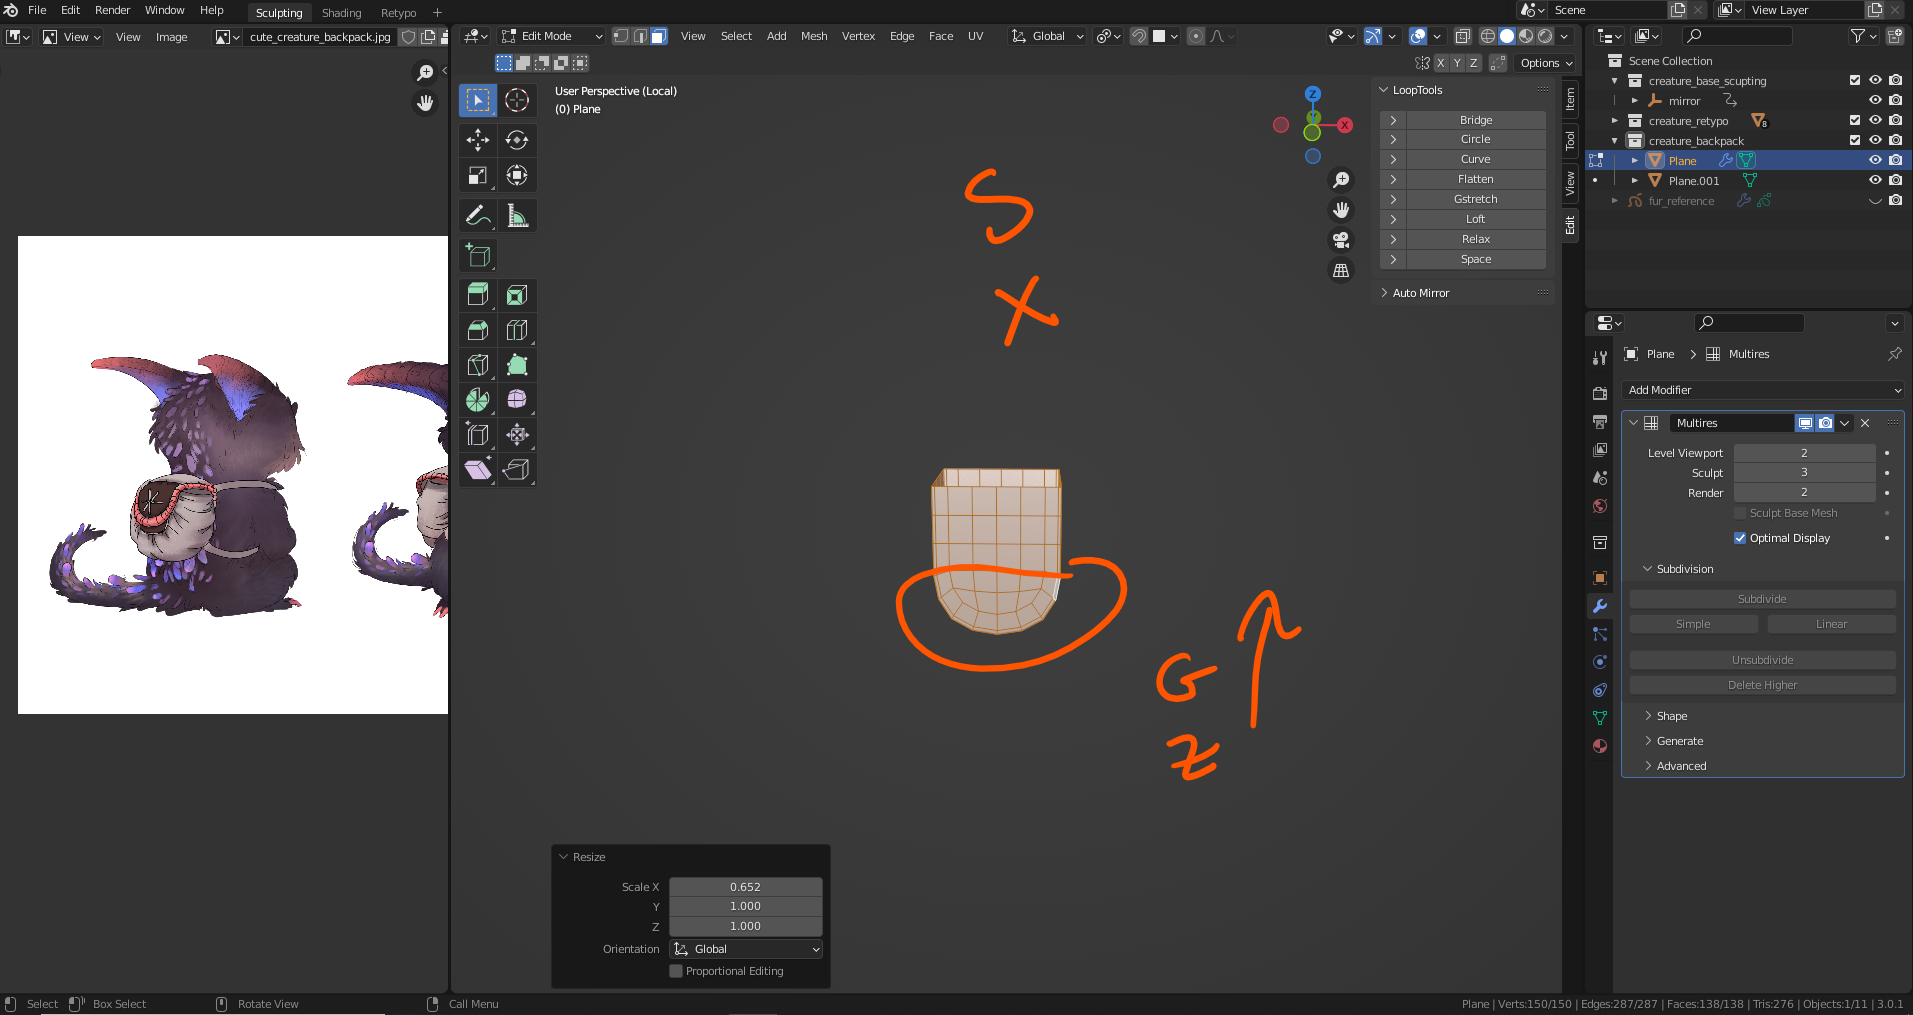 File Edit Render Window Help Sculpting Shading Retypo + Scene View Layer
View View Image cute_creature_backpack.jpg Edit Mode View Select Add Mesh Vertex Edge Face UV Global
X Y Z Options
User Perspective (Local)
(0) Plane
S
X
G
Z
LoopTools
Bridge
Circle
Curve
Flatten
Gstretch
Loft
Relax
Space
Auto Mirror
Item
Tool
View
Edit
Z
Y
X
Resize
Scale X 0.652
Y 1.000
Z 1.000
Orientation Global
Proportional Editing
Scene Collection
creature_base_scupting
mirror
creature_retypo 8
creature_backpack
Plane
Plane.001
fur_reference
Plane > Multires
Add Modifier
Multires
Level Viewport 2
Sculpt 3
Render 2
Sculpt Base Mesh
Optimal Display
Subdivision
Subdivide
Simple Linear
Unsubdivide
Delete Higher
Shape
Generate
Advanced
Select Box Select Rotate View Call Menu Plane | Verts:150/150 | Edges:287/287 | Faces:138/138 | Tris:276 | Objects:1/11 | 3.0.1